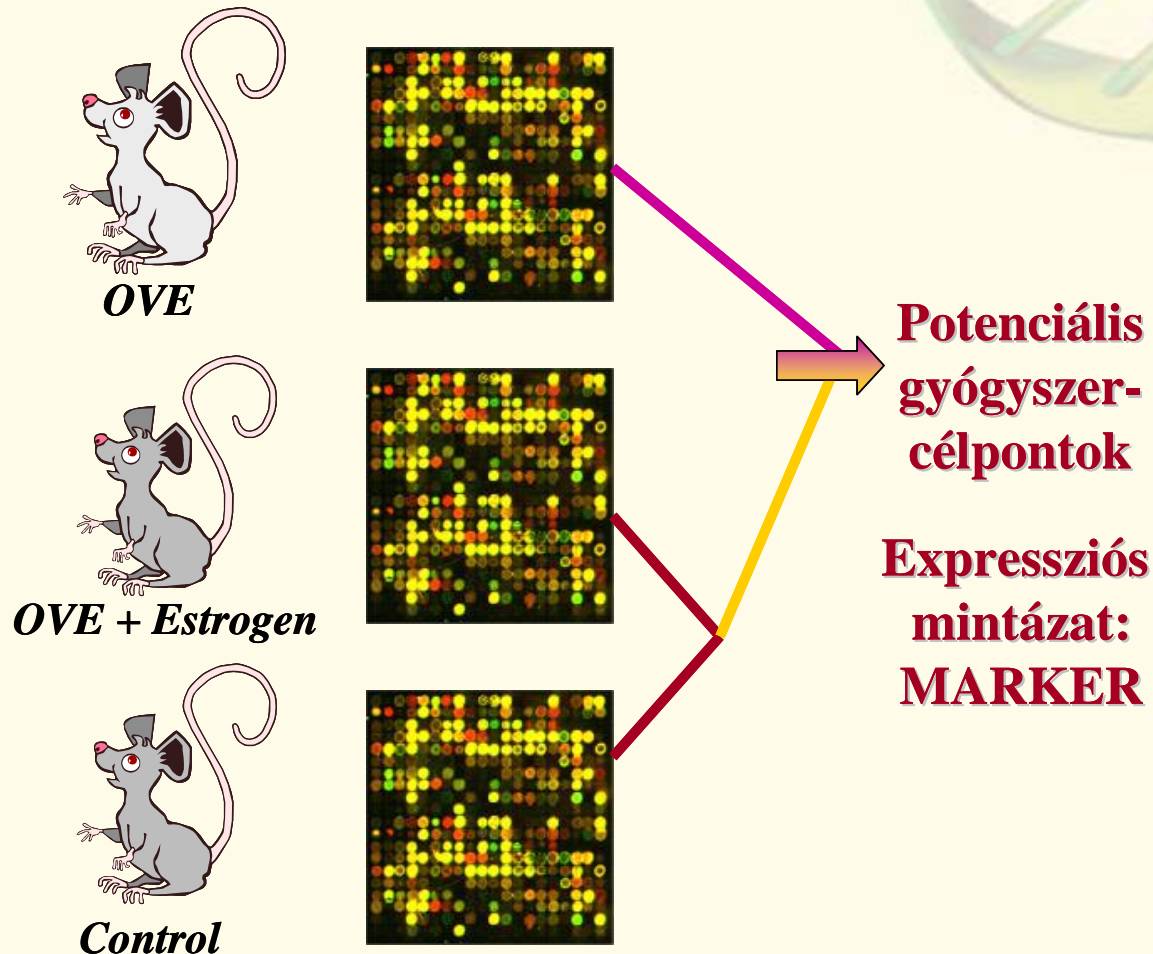 OVE
OVE + Estrogen
Control
Potenciális
gyógyszer-
célpontok
Expressziós
mintázat:
MARKER